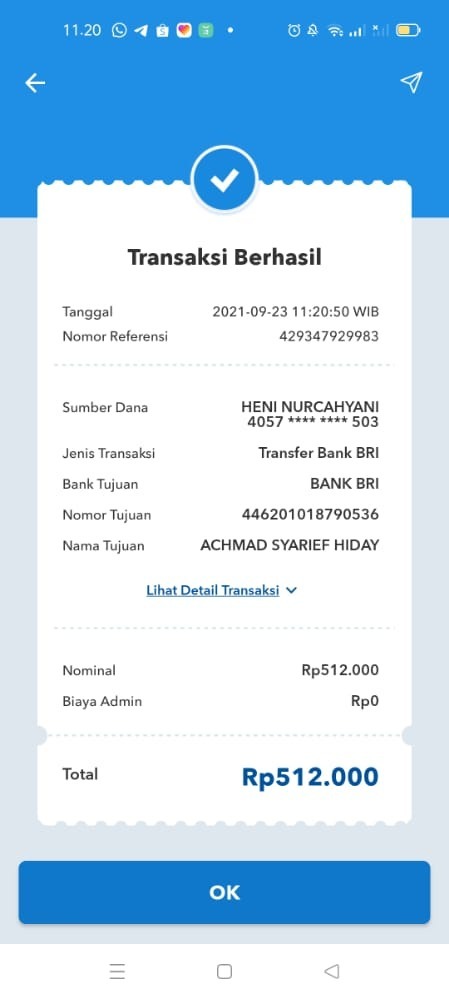 11.20
Transaksi Berhasil
Tanggal 2021-09-23 11:20:50 WIB
Nomor Referensi 429347929983
Sumber Dana HENI NURCAHYANI
4057 **** **** 503
Jenis Transaksi Transfer Bank BRI
Bank Tujuan BANK BRI
Nomor Tujuan 446201018790536
Nama Tujuan ACHMAD SYARIEF HIDAY
Lihat Detail Transaksi
Nominal Rp512.000
Biaya Admin Rp0
Total Rp512.000
OK